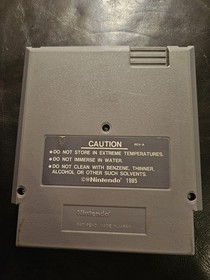 CAUTION
•DO NOT STORE IN EXTREME TEMPERATURES.
•DO NOT IMMERSE IN WATER.
•DO NOT CLEAN WITH BENZENE, THINNER,
ALCOHOL OR OTHER SUCH SOLVENTS.
©®Nintendo® 1985
Nintendo